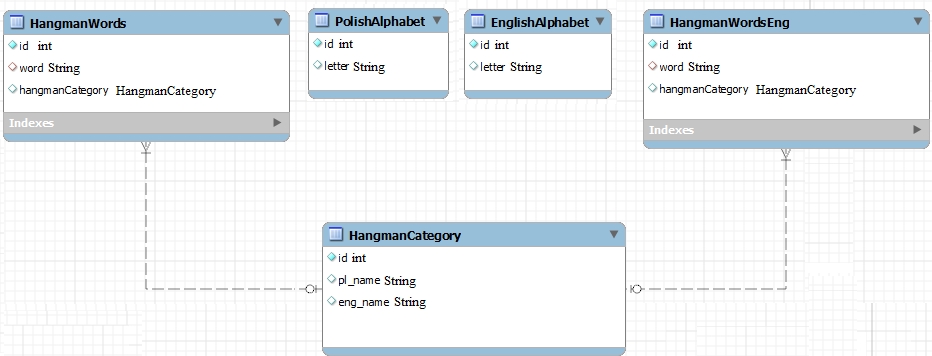 HangmanWords
id int
word String
hangmanCategory HangmanCategory
Indexes
PolishAlphabet
id int
letter String
EnglishAlphabet
id int
letter String
HangmanWordsEng
id int
word String
hangmanCategory HangmanCategory
Indexes
HangmanCategory
id int
pl_name String
eng_name String